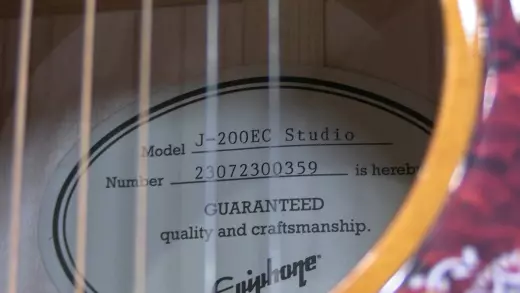 Model J-200EC Studio
Number 23072300359 is hereby
GUARANTEED
quality and craftsmanship.
Epiphone